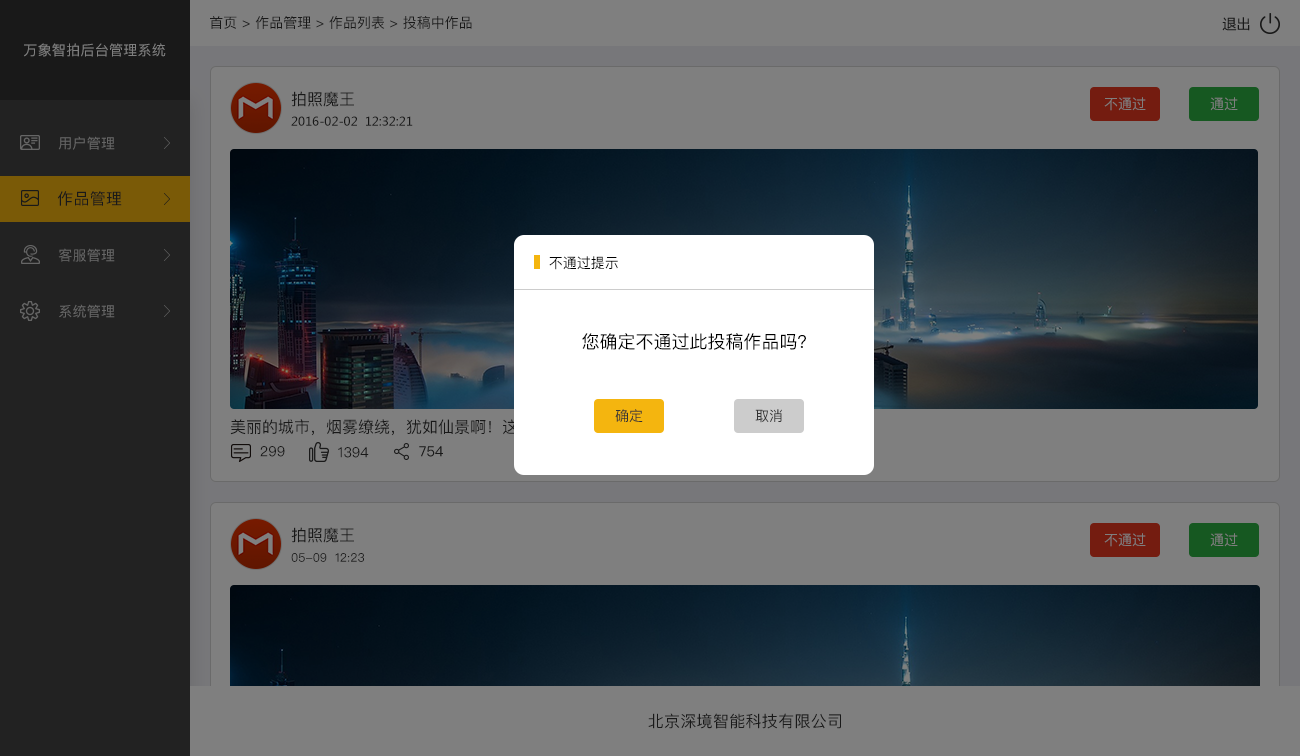 万象智拍后台管理系统
首页 > 作品管理 > 作品列表 > 投稿中作品
退出
用户管理
作品管理
客服管理
系统管理
拍照魔王
2016-02-02 12:32:21
不通过
通过
不通过提示
您确定不通过此投稿作品吗?
确定
取消
美丽的城市，烟雾缭绕，犹如仙景啊！这
299
1394
754
拍照魔王
05-09 12:23
不通过
通过
北京深境智能科技有限公司